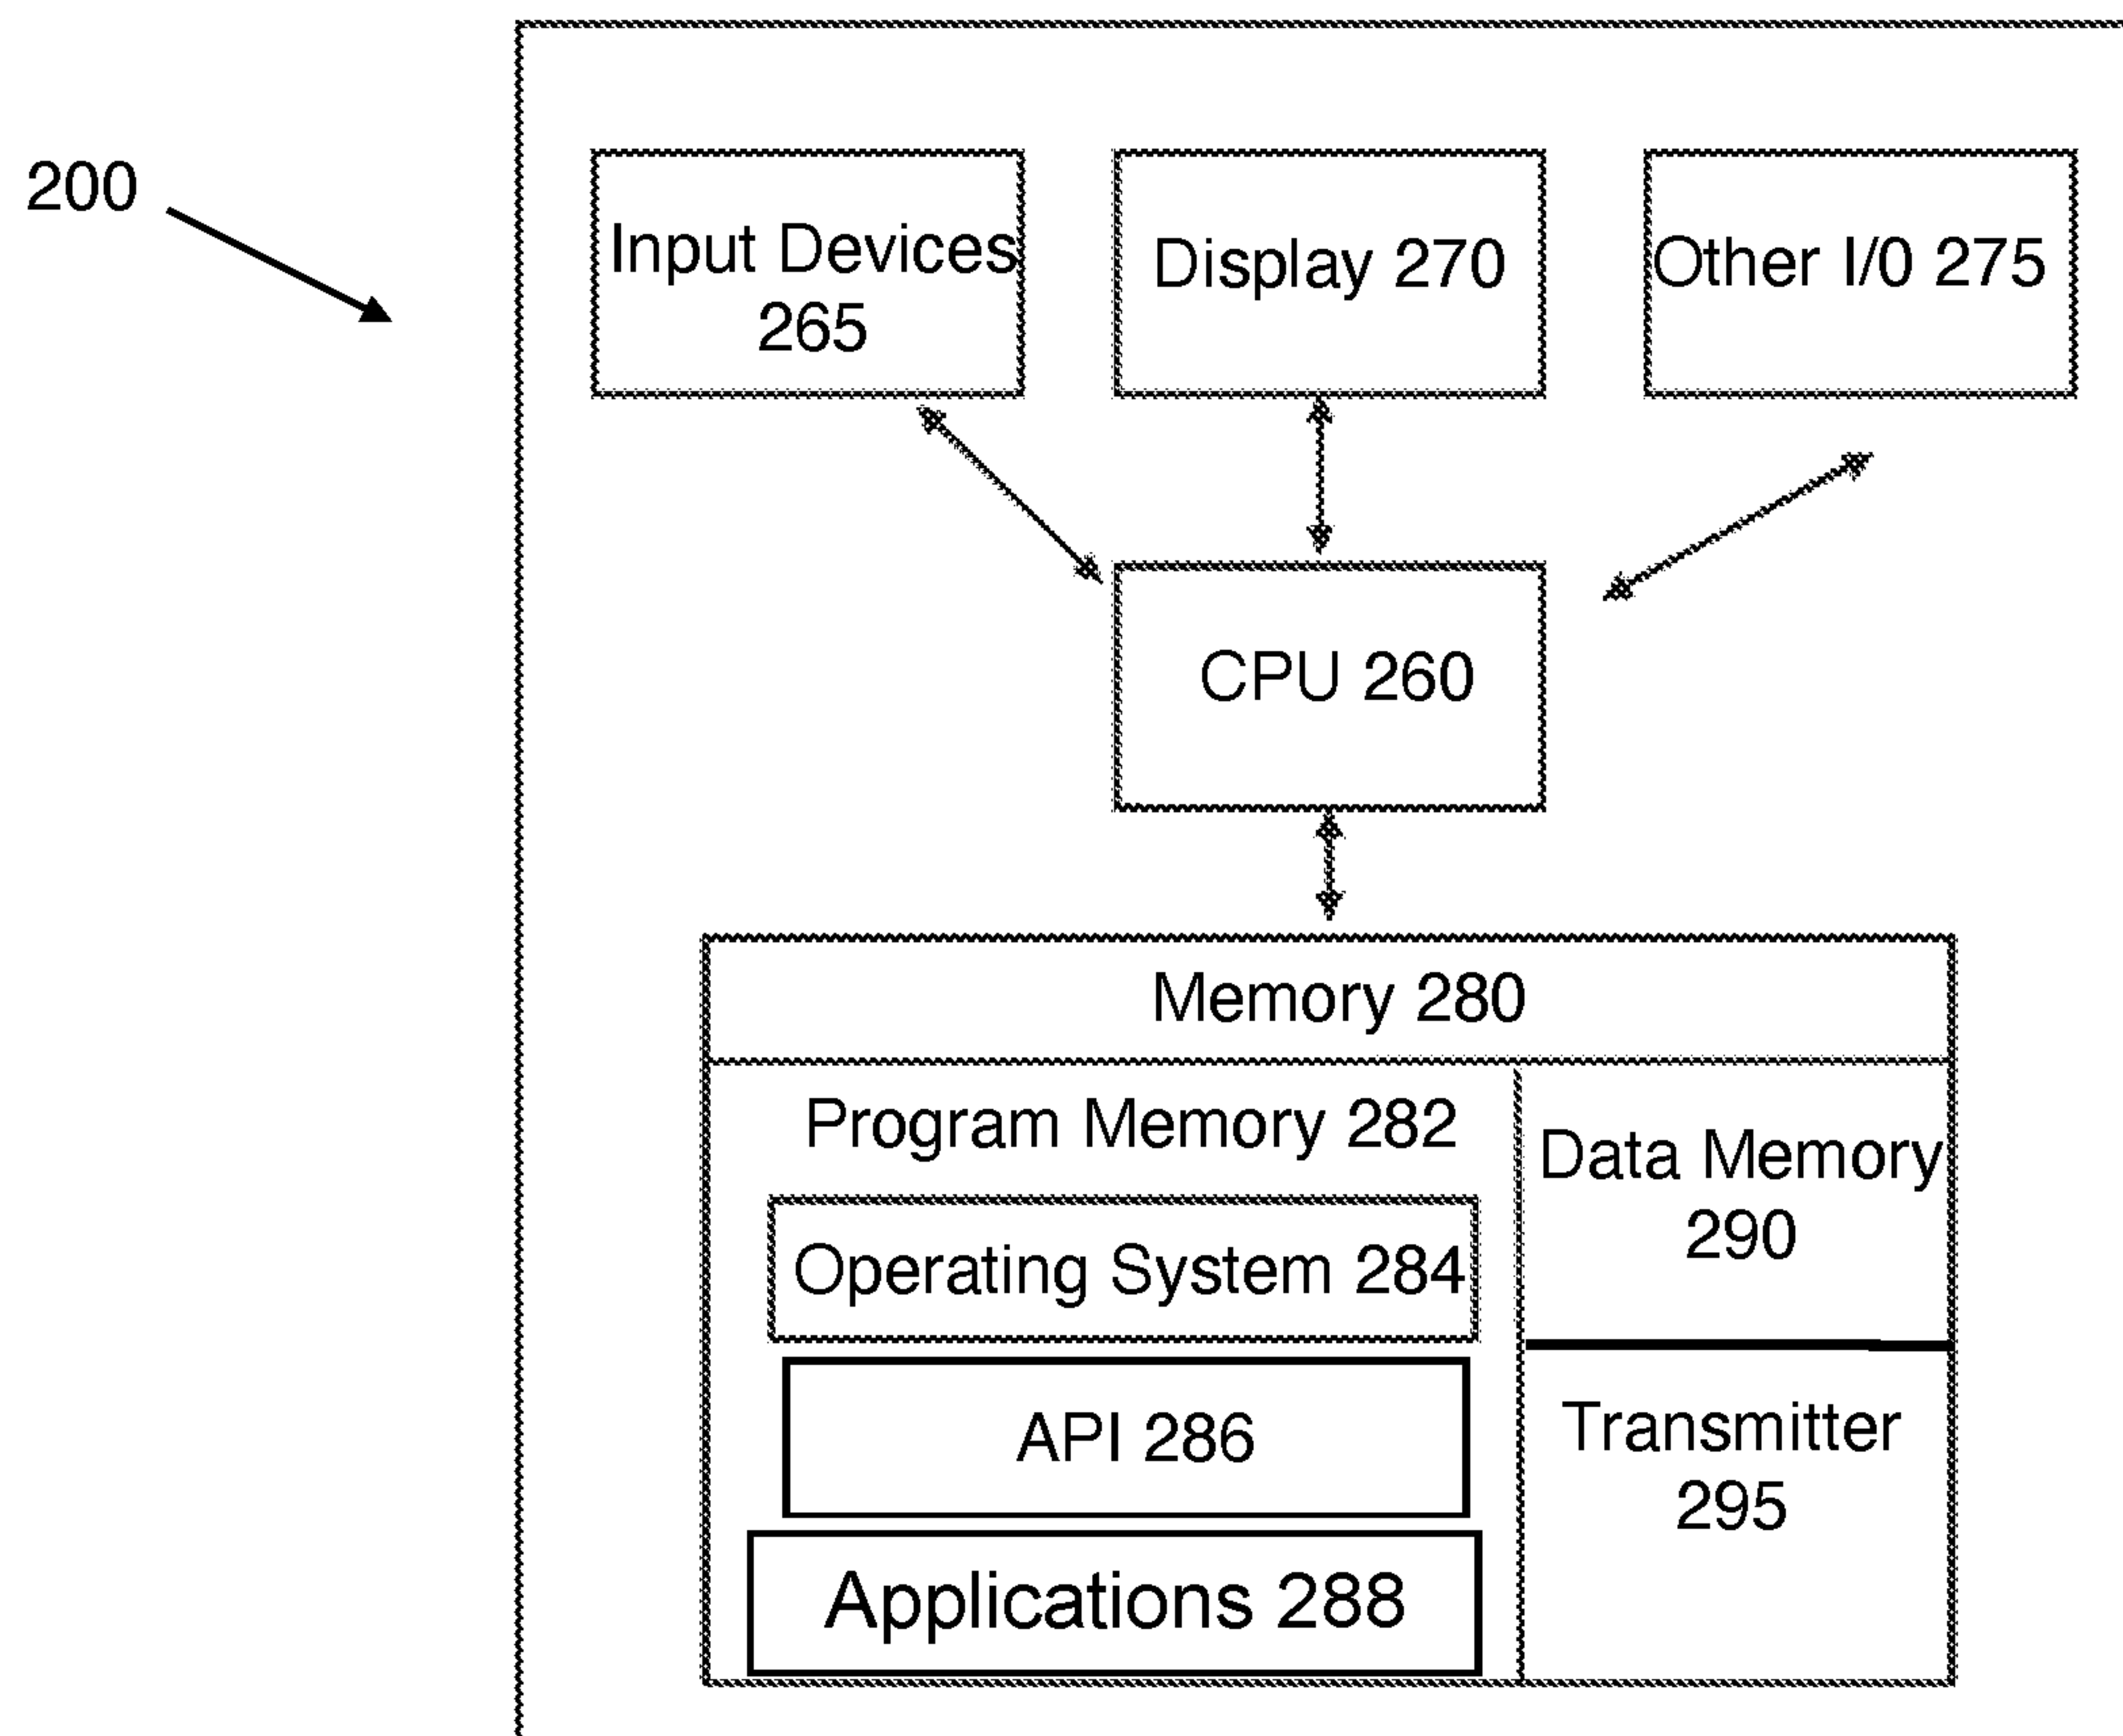 200
Input Devices
265
Display 270
Other I/0 275
CPU 260
Memory 280
Program Memory 282
Operating System 284
API 286
Applications 288
Data Memory
290
Transmitter
295